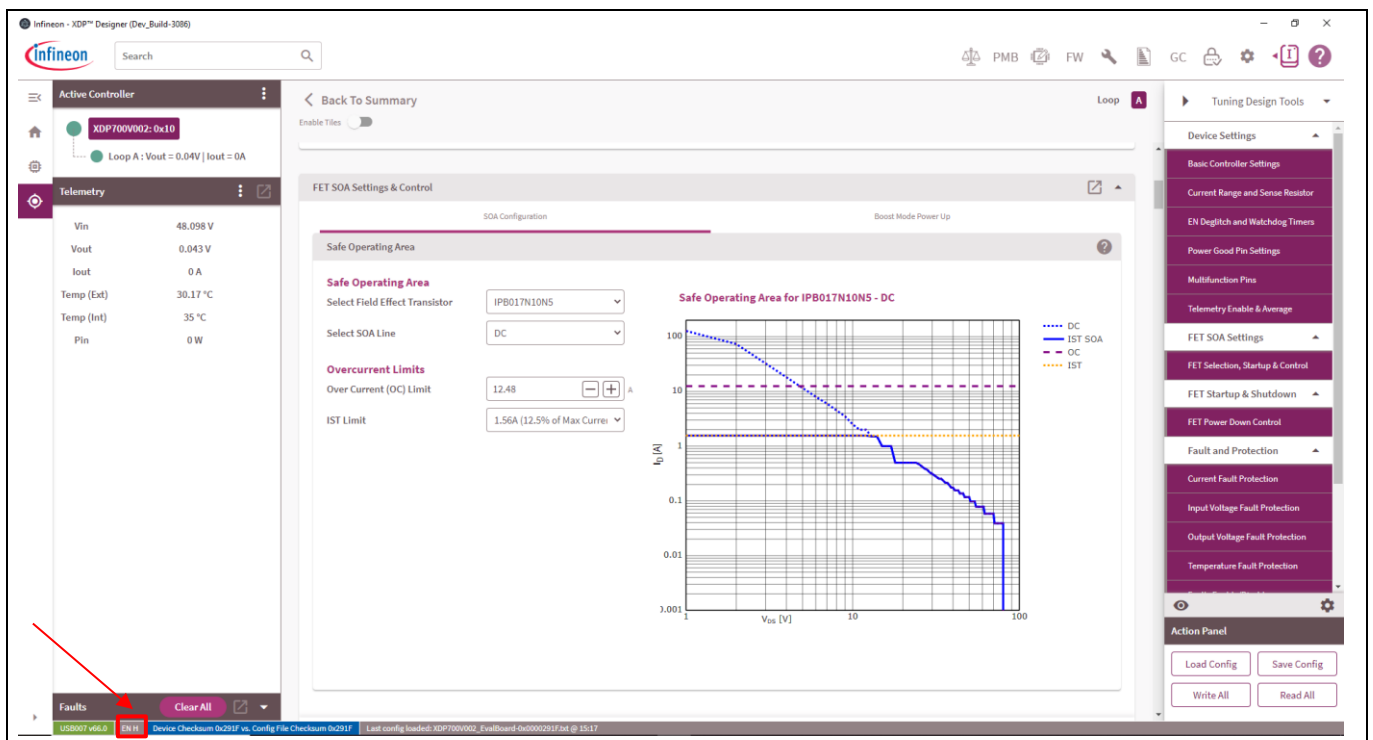 Infineon - XDP™ Designer (Dev_Build-3086)
infineon
Search
PMB
FW
GC
Active Controller
XDP700V002: 0x10
Loop A : Vout = 0.04V | Iout = 0A
Telemetry
Vin 48.098 V
Vout 0.043 V
Iout 0 A
Temp (Ext) 30.17 °C
Temp (Int) 35 °C
Pin 0 W
Faults
Clear All
Back To Summary
Loop A
Enable Tiles
FET SOA Settings & Control
SOA Configuration
Boost Mode Power Up
Safe Operating Area
Safe Operating Area
Select Field Effect Transistor
IPB017N10N5
Select SOA Line
DC
Overcurrent Limits
Over Current (OC) Limit
12.48
A
IST Limit
1.56A (12.5% of Max Currei
Safe Operating Area for IPB017N10N5 - DC
DC
IST SOA
OC
IST
100
10
1
0.1
0.01
0.001
ID [A]
1
10
100
VDS [V]
Tuning Design Tools
Device Settings
Basic Controller Settings
Current Range and Sense Resistor
EN Deglitch and Watchdog Timers
Power Good Pin Settings
Multifunction Pins
Telemetry Enable & Average
FET SOA Settings
FET Selection, Startup & Control
FET Startup & Shutdown
FET Power Down Control
Fault and Protection
Current Fault Protection
Input Voltage Fault Protection
Output Voltage Fault Protection
Temperature Fault Protection
Action Panel
Load Config
Save Config
Write All
Read All
USB007 v66.0
EN H
Device Checksum 0x291F vs. Config File Checksum 0x291F
Last config loaded: XDP700V002_EvalBoard-0x0000291F.txt @ 15:17